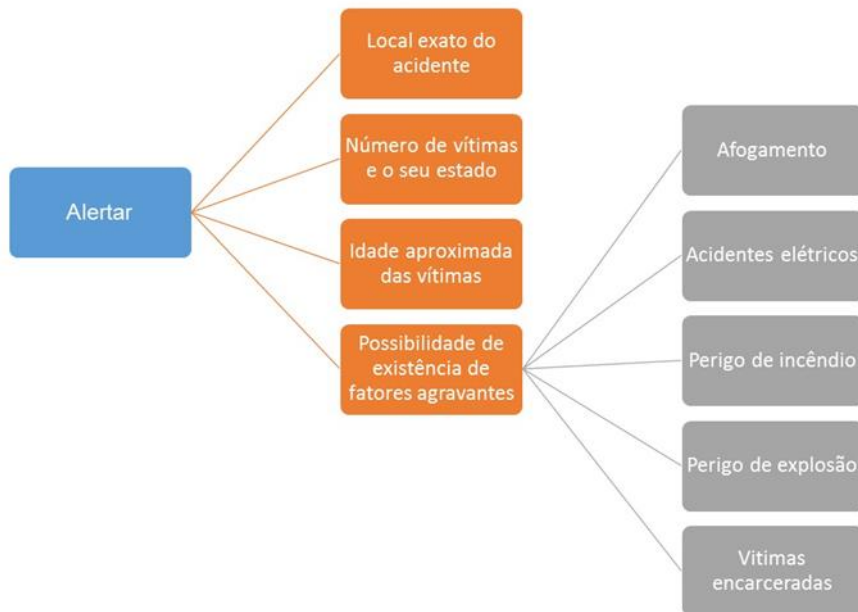 Alertar
Local exato do
acidente
Número de vítimas
e o seu estado
Idade aproximada
das vítimas
Possibilidade de
existência de
fatores agravantes
Afogamento
Acidentes elétricos
Perigo de incêndio
Perigo de explosão
Vitimas
encarceradas